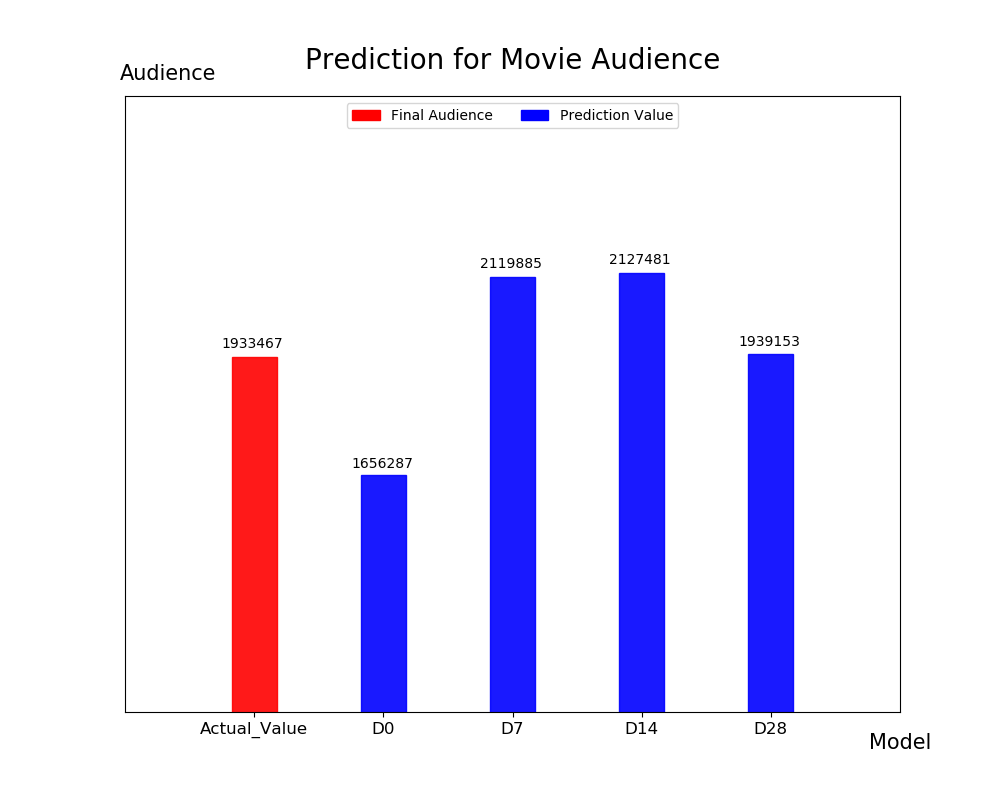 Prediction for Movie Audience
Audience
Final Audience
Prediction Value
2119885
2127481
1933467
1939153
1656287
Actual_Value
D0
D7
D14
D28
Model